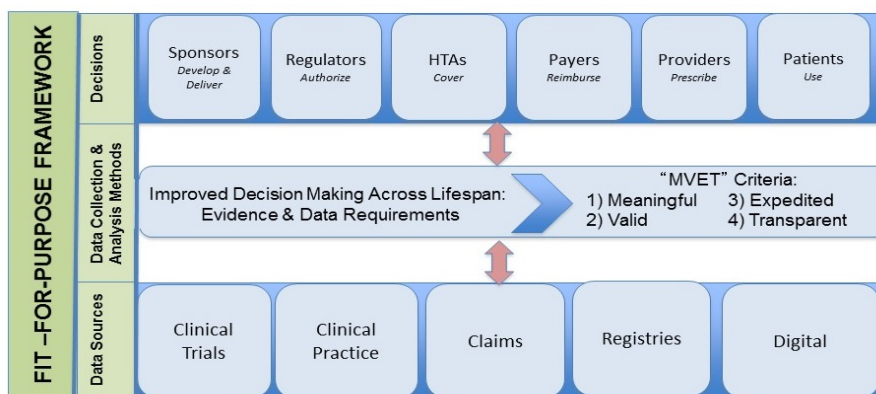 FIT –FOR-PURPOSE FRAMEWORK
Decisions
Sponsors
Develop &
Deliver
Regulators
Authorize
HTAs
Cover
Payers
Reimburse
Providers
Prescribe
Patients
Use
Data Collection &
Analysis Methods
Improved Decision Making Across Lifespan:
Evidence & Data Requirements
“MVET” Criteria:
1) Meaningful 3) Expedited
2) Valid 4) Transparent
Data Sources
Clinical
Trials
Clinical
Practice
Claims
Registries
Digital